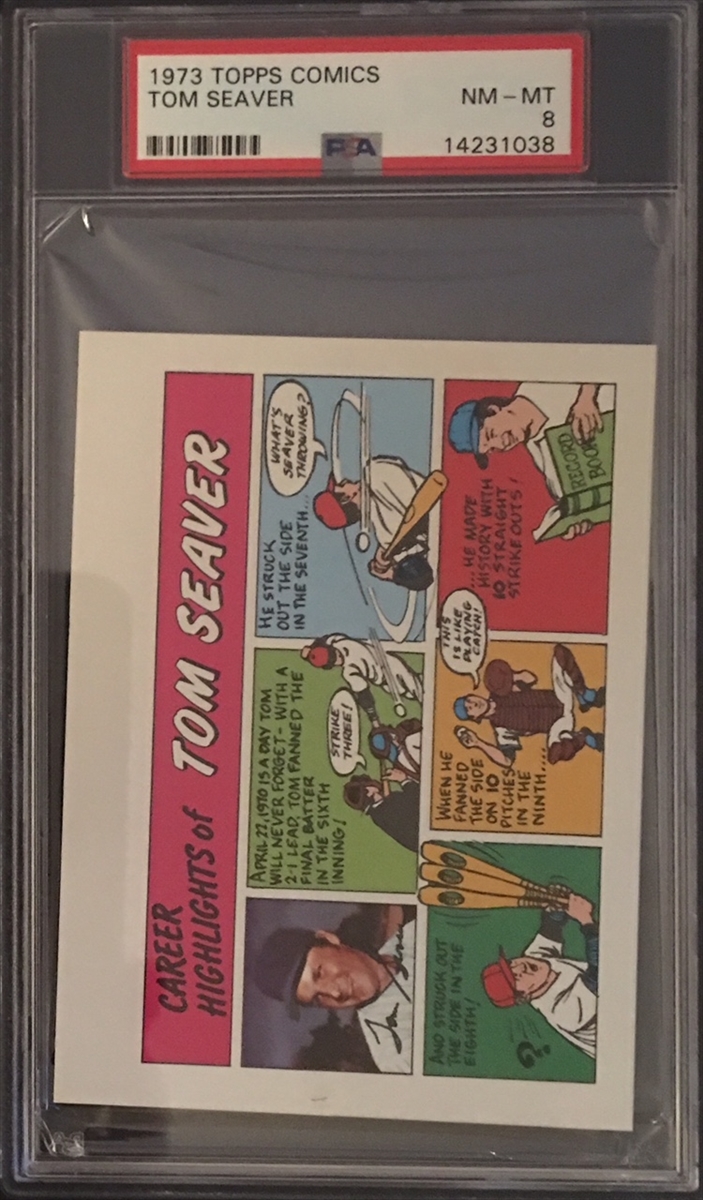 1973 TOPPS COMICS
TOM SEAVER
NM - MT
8
PSA
14231038
CAREER
HIGHLIGHTS of
TOM SEAVER
Tom Seaver
APRIL 22, 1970 IS A DAY TOM
WILL NEVER FORGET - WITH A
2-1 LEAD, TOM FANNED THE
FINAL BATTER
IN THE SIXTH
INNING!
STRIKE
THREE!
HE STRUCK
OUT THE SIDE
IN THE SEVENTH...
WHAT'S
SEAVER
THROWING?
AND STRUCK OUT
THE SIDE IN THE
EIGHTH!
?
WHEN HE
FANNED
THE SIDE
ON 10
PITCHES
IN THE
NINTH....
THIS
IS LIKE
PLAYING
CATCH!
...HE MADE
HISTORY WITH
10 STRAIGHT
STRIKE OUTS!
RECORD
BOOK